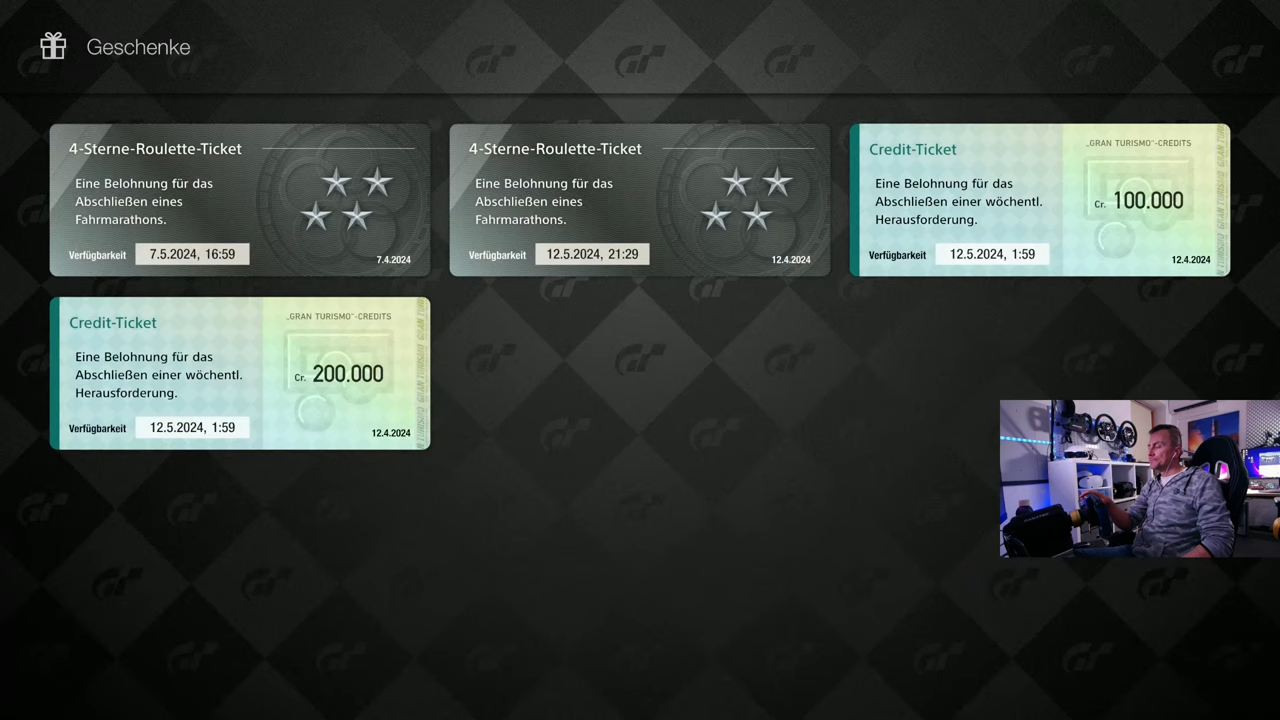 Geschenke
4-Sterne-Roulette-Ticket
Eine Belohnung für das
Abschließen eines
Fahrmarathons.
Verfügbarkeit 7.5.2024, 16:59
7.4.2024
4-Sterne-Roulette-Ticket
Eine Belohnung für das
Abschließen eines
Fahrmarathons.
Verfügbarkeit 12.5.2024, 21:29
12.4.2024
Credit-Ticket
Eine Belohnung für das
Abschließen einer wöchentl.
Herausforderung.
Verfügbarkeit 12.5.2024, 1:59
„GRAN TURISMO“-CREDITS
Cr. 100.000
12.4.2024
Credit-Ticket
Eine Belohnung für das
Abschließen einer wöchentl.
Herausforderung.
Verfügbarkeit 12.5.2024, 1:59
„GRAN TURISMO“-CREDITS
Cr. 200.000
12.4.2024